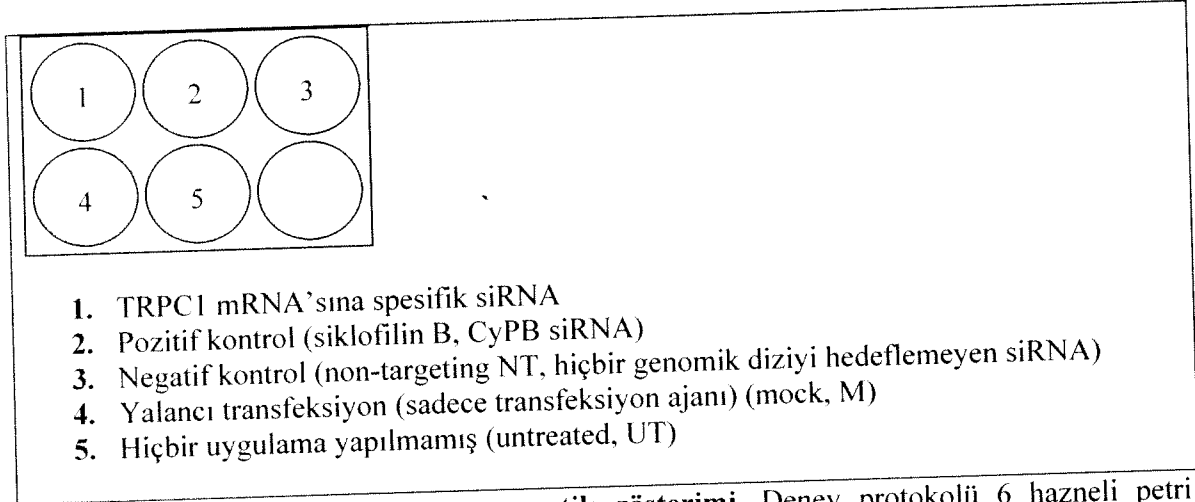 1 2 3
4 5
1. TRPC1 mRNA'sına spesifik siRNA
2. Pozitif kontrol (siklofilin B, CyPB siRNA)
3. Negatif kontrol (non-targeting NT, hiçbir genomik diziyi hedeflemeyen siRNA)
4. Yalancı transfeksiyon (sadece transfeksiyon ajanı) (mock, M)
5. Hiçbir uygulama yapılmamış (untreated, UT)
gösterimi. Deney protokolü 6 hazneli petri